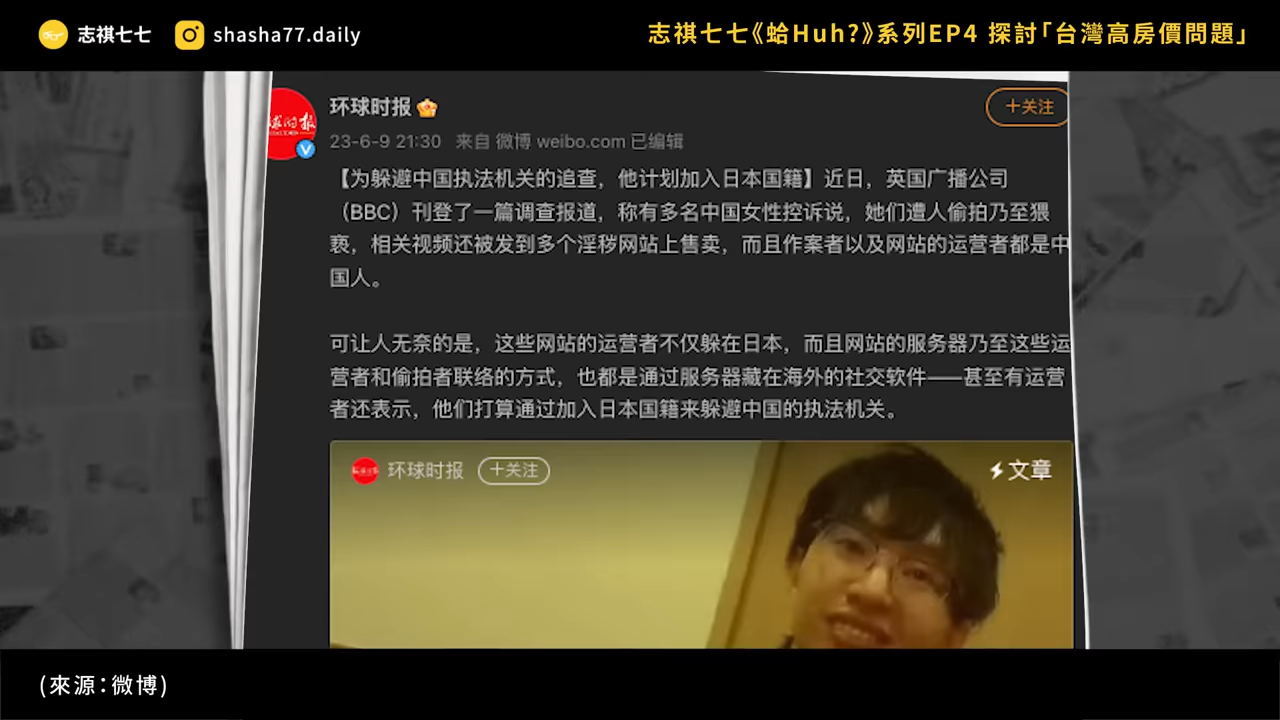 志祺七七
shasha77.daily
志祺七七《蛤Huh?》系列EP4 探討「台灣高房價問題」
环球时报
＋关注
23-6-9 21:30 来自 微博 weibo.com 已编辑
【为躲避中国执法机关的追查，他计划加入日本国籍】近日，英国广播公司
（BBC）刊登了一篇调查报道，称有多名中国女性控诉说，她们遭人偷拍乃至猥
亵，相关视频还被发到多个淫秽网站上售卖，而且作案者以及网站的运营者都是中
国人。
可让人无奈的是，这些网站的运营者不仅躲在日本，而且网站的服务器乃至这些运
营者和偷拍者联络的方式，也都是通过服务器藏在海外的社交软件——甚至有运营
者还表示，他们打算通过加入日本国籍来躲避中国的执法机关。
环球时报
＋关注
文章
(來源：微博)